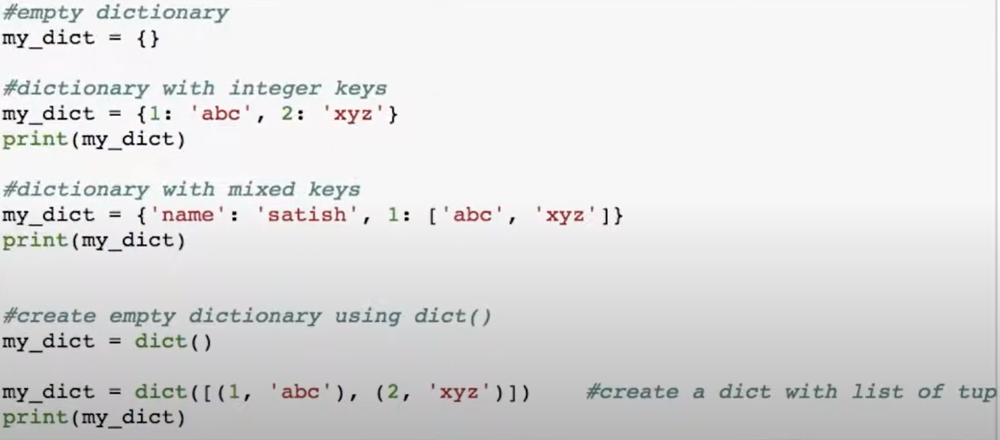 #empty dictionary
my_dict = {}
#dictionary with integer keys
my_dict = {1: 'abc', 2: 'xyz'}
print(my_dict)
#dictionary with mixed keys
my_dict = {'name': 'satish', 1: ['abc', 'xyz']}
print(my_dict)
#create empty dictionary using dict()
my_dict = dict()
my_dict = dict([(1, 'abc'), (2, 'xyz')])    #create a dict with list of tup
print(my_dict)